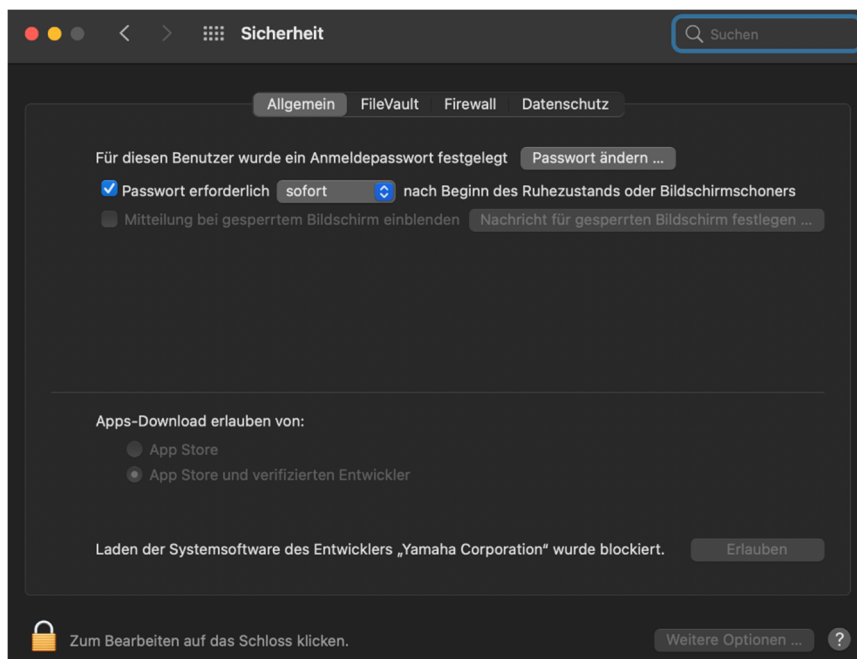 Sicherheit
Suchen
Allgemein FileVault Firewall Datenschutz
Für diesen Benutzer wurde ein Anmeldepasswort festgelegt Passwort ändern ...
Passwort erforderlich sofort nach Beginn des Ruhezustands oder Bildschirmschoners
Mitteilung bei gesperrtem Bildschirm einblenden Nachricht für gesperrten Bildschirm festlegen ...
Apps-Download erlauben von:
App Store
App Store und verifizierten Entwickler
Laden der Systemsoftware des Entwicklers „Yamaha Corporation“ wurde blockiert. Erlauben
Zum Bearbeiten auf das Schloss klicken. Weitere Optionen ... ?